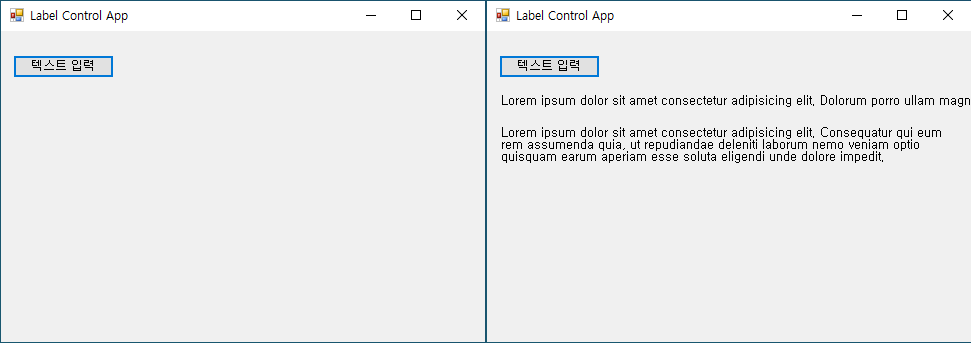 Label Control App
텍스트 입력
Label Control App
텍스트 입력
Lorem ipsum dolor sit amet consectetur adipisicing elit. Dolorum porro ullam magn
Lorem ipsum dolor sit amet consectetur adipisicing elit. Consequatur qui eum
rem assumenda quia, ut repudiandae deleniti laborum nemo veniam optio
quisquam earum aperiam esse soluta eligendi unde dolore impedit.